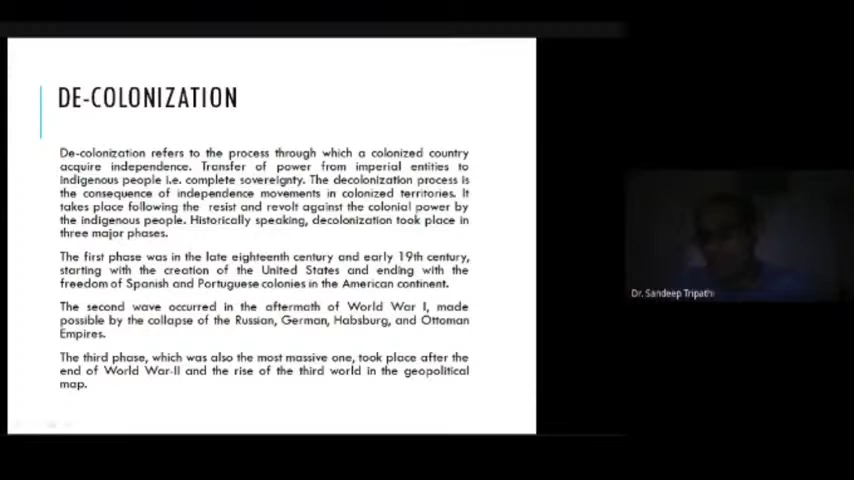 DE-COLONIZATION
De-colonization refers to the process through which a colonized country
acquire independence. Transfer of power from imperial entities to
indigenous people i.e. complete sovereignty. The decolonization process is
the consequence of independence movements in colonized territories. It
takes place following the resist and revolt against the colonial power by
the indigenous people. Historically speaking, decolonization took place in
three major phases.
The first phase was in the late eighteenth century and early 19th century,
starting with the creation of the United States and ending with the
freedom of Spanish and Portuguese colonies in the American continent.
The second wave occurred in the aftermath of World War I, made
possible by the collapse of the Russian, German, Habsburg, and Ottoman
Empires.
The third phase, which was also the most massive one, took place after the
end of World War-II and the rise of the third world in the geopolitical
map.
Dr. Sandeep Tripathi